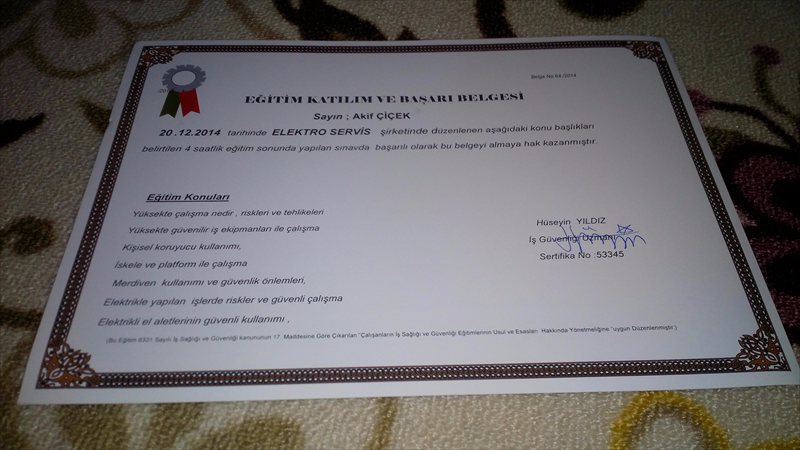 Belge No:64 /2014
EĞİTİM KATILIM VE BAŞARI BELGESİ
Sayın ; Akif ÇİÇEK
20 .12.2014 tarihinde ELEKTRO SERVİS şirketinde düzenlenen aşağıdaki konu başlıkları
belirtilen 4 saatlik eğitim sonunda yapılan sınavda başarılı olarak bu belgeyi almaya hak kazanmıştır.
Eğitim Konuları
Yüksekte çalışma nedir , riskleri ve tehlikeleri
Yüksekte güvenilir iş ekipmanları ile çalışma
Kişisel koruyucu kullanımı,
İskele ve platform ile çalışma
Merdiven kullanımı ve güvenlik önlemleri,
Elektrikle yapılan işlerde riskler ve güvenli çalışma
Elektrikli el aletlerinin güvenli kullanımı ,
Hüseyin YILDIZ
İş Güvenliği Uzmanı
Sertifika No :53345
(Bu Eğitim 6331 Sayılı İş Sağlığı ve Güvenliği kanununun 17. Maddesine Göre Çıkarılan "Çalışanların İş Sağlığı ve Güvenliği Eğitimlerinin Usul ve Esasları Hakkında Yönetmeliğine "uygun Düzenlenmiştir.)